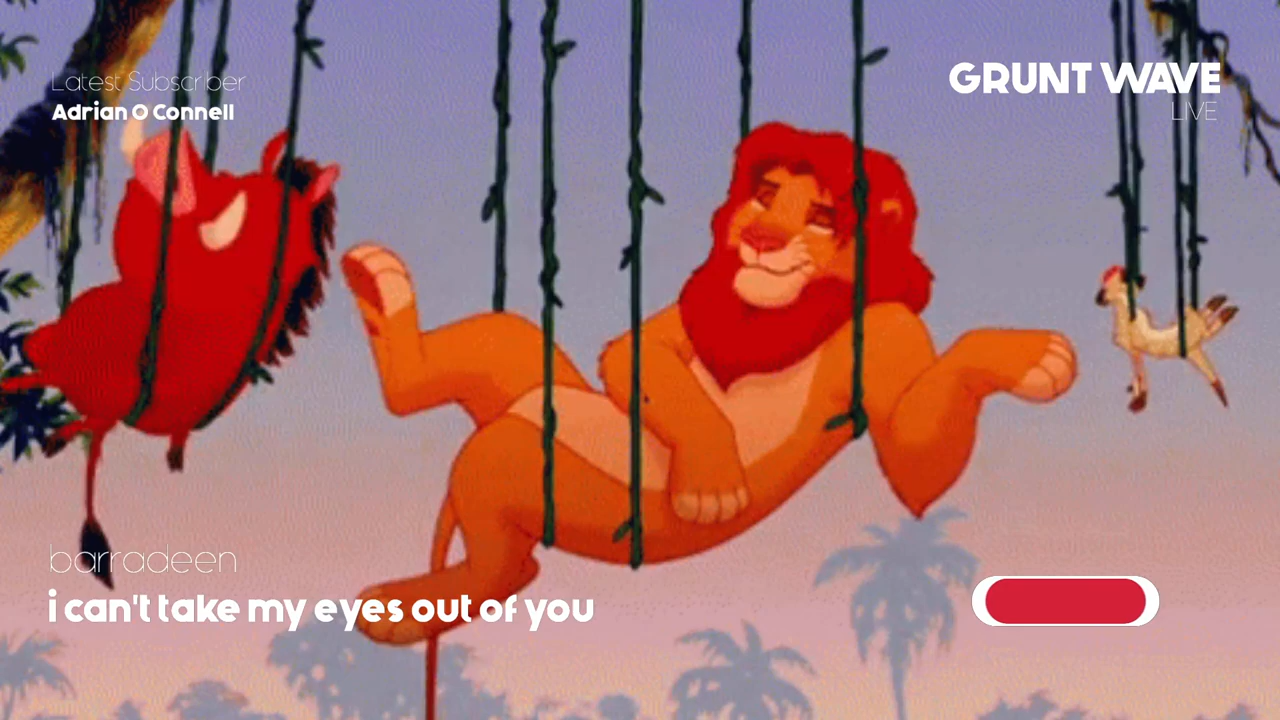 Latest Subscriber
Adrian O Connell
GRUNT WAVE
LIVE
barradeen
i can't take my eyes out of you